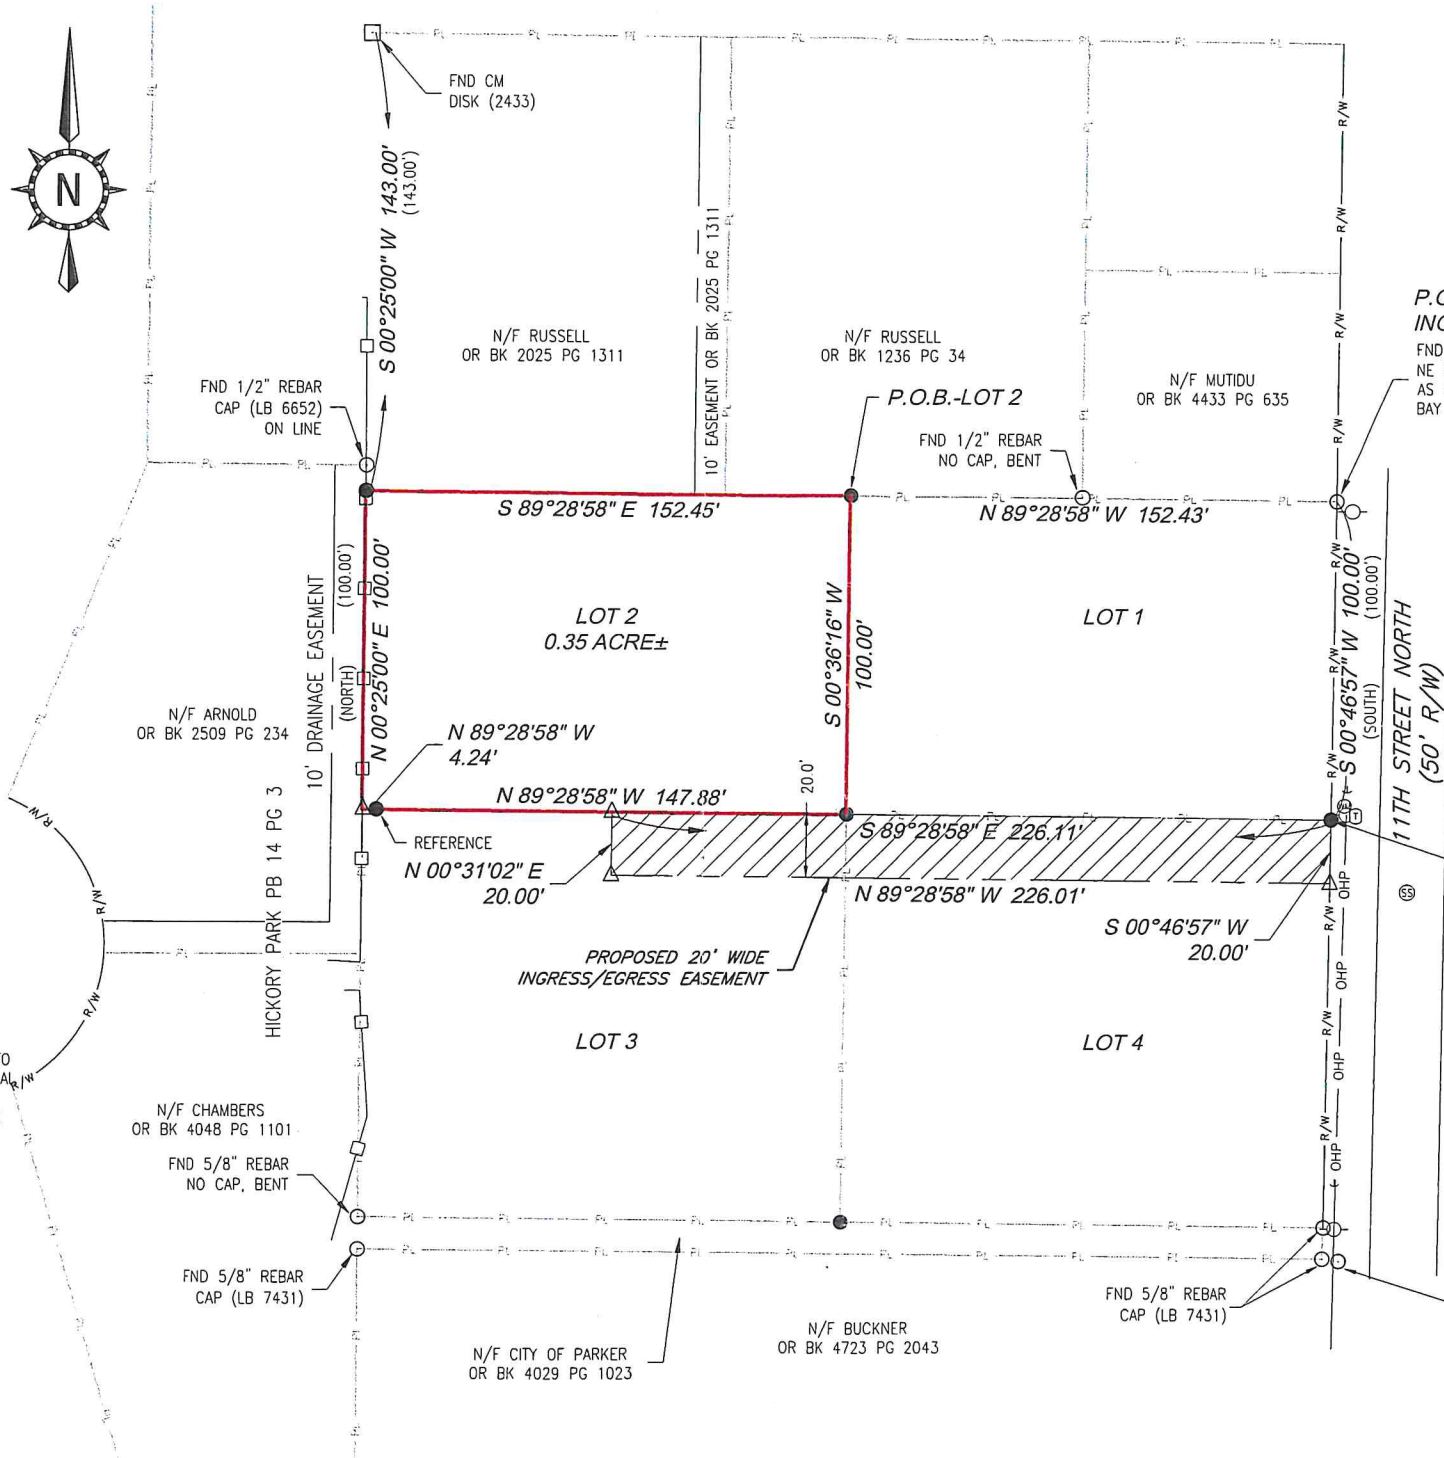 N
FND CM
DISK (2433)
S 00°25'00" W 143.00'
(143.00')
10' EASEMENT OR BK 2025 PG 1311
N/F RUSSELL
OR BK 2025 PG 1311
N/F RUSSELL
OR BK 1236 PG 34
N/F MUTIDU
OR BK 4433 PG 635
FND
NE
AS
BAY
FND 1/2" REBAR
CAP (LB 6652)
ON LINE
P.O.B.-LOT 2
FND 1/2" REBAR
NO CAP, BENT
S 89°28'58" E 152.45'
N 89°28'58" W 152.43'
10' DRAINAGE EASEMENT
(100.00')
(NORTH)
N 00°25'00" E 100.00'
LOT 2
0.35 ACRE±
S 00°36'16" W
100.00'
LOT 1
S 00°46'57" W 100.00'
(100.00')
(SOUTH)
11TH STREET NORTH
(50' R/W)
N/F ARNOLD
OR BK 2509 PG 234
N 89°28'58" W
4.24'
N 89°28'58" W 147.88'
20.0'
REFERENCE
S 89°28'58" E 226.11'
N 00°31'02" E
20.00'
N 89°28'58" W 226.01'
S 00°46'57" W
20.00'
HICKORY PARK PB 14 PG 3
PROPOSED 20' WIDE
INGRESS/EGRESS EASEMENT
SS
T
LOT 3
LOT 4
N/F CHAMBERS
OR BK 4048 PG 1101
FND 5/8" REBAR
NO CAP, BENT
FND 5/8" REBAR
CAP (LB 7431)
FND 5/8" REBAR
CAP (LB 7431)
N/F CITY OF PARKER
OR BK 4029 PG 1023
N/F BUCKNER
OR BK 4723 PG 2043
PL
R/W
OHP